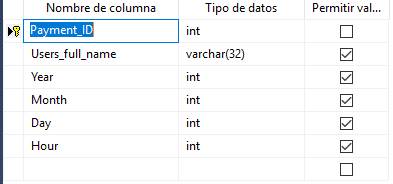 Nombre de columna Tipo de datos Permitir val...
Payment_ID int
Users_full_name varchar(32)
Year int
Month int
Day int
Hour int